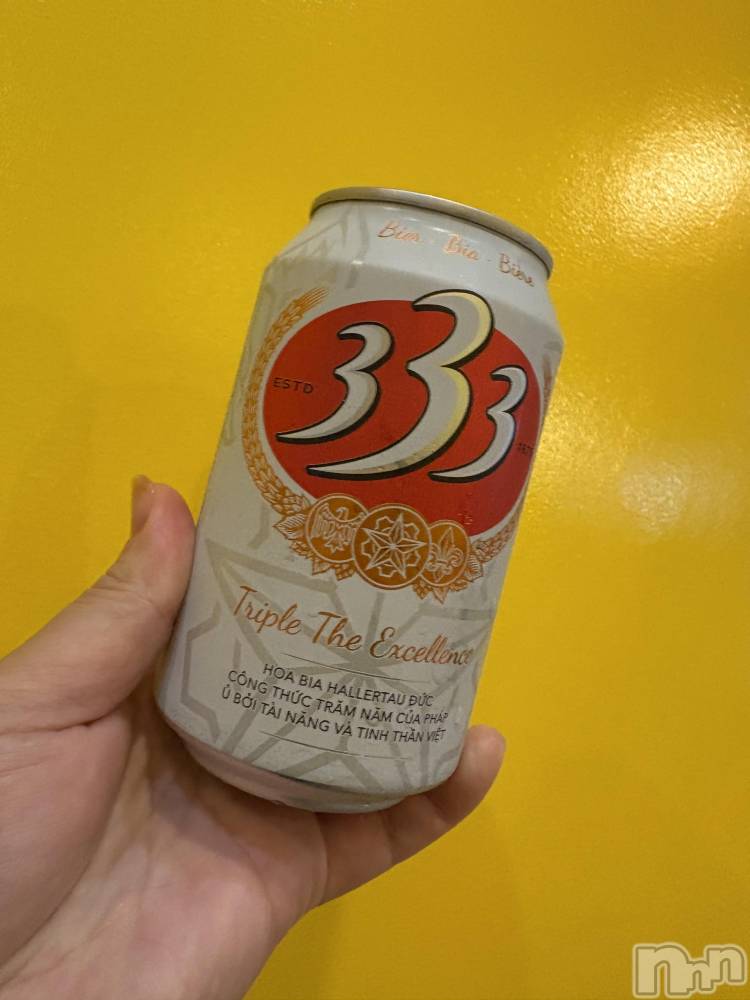 Bier · Bia · Bière
333
ESTD
Triple The Excellence
HOA BIA HALLERTAU ĐỨC
CÔNG THỨC TRĂM NĂM CỦA PHÁP
Ủ BỞI TÀI NĂNG VÀ TINH THẦN VIỆT
nnn